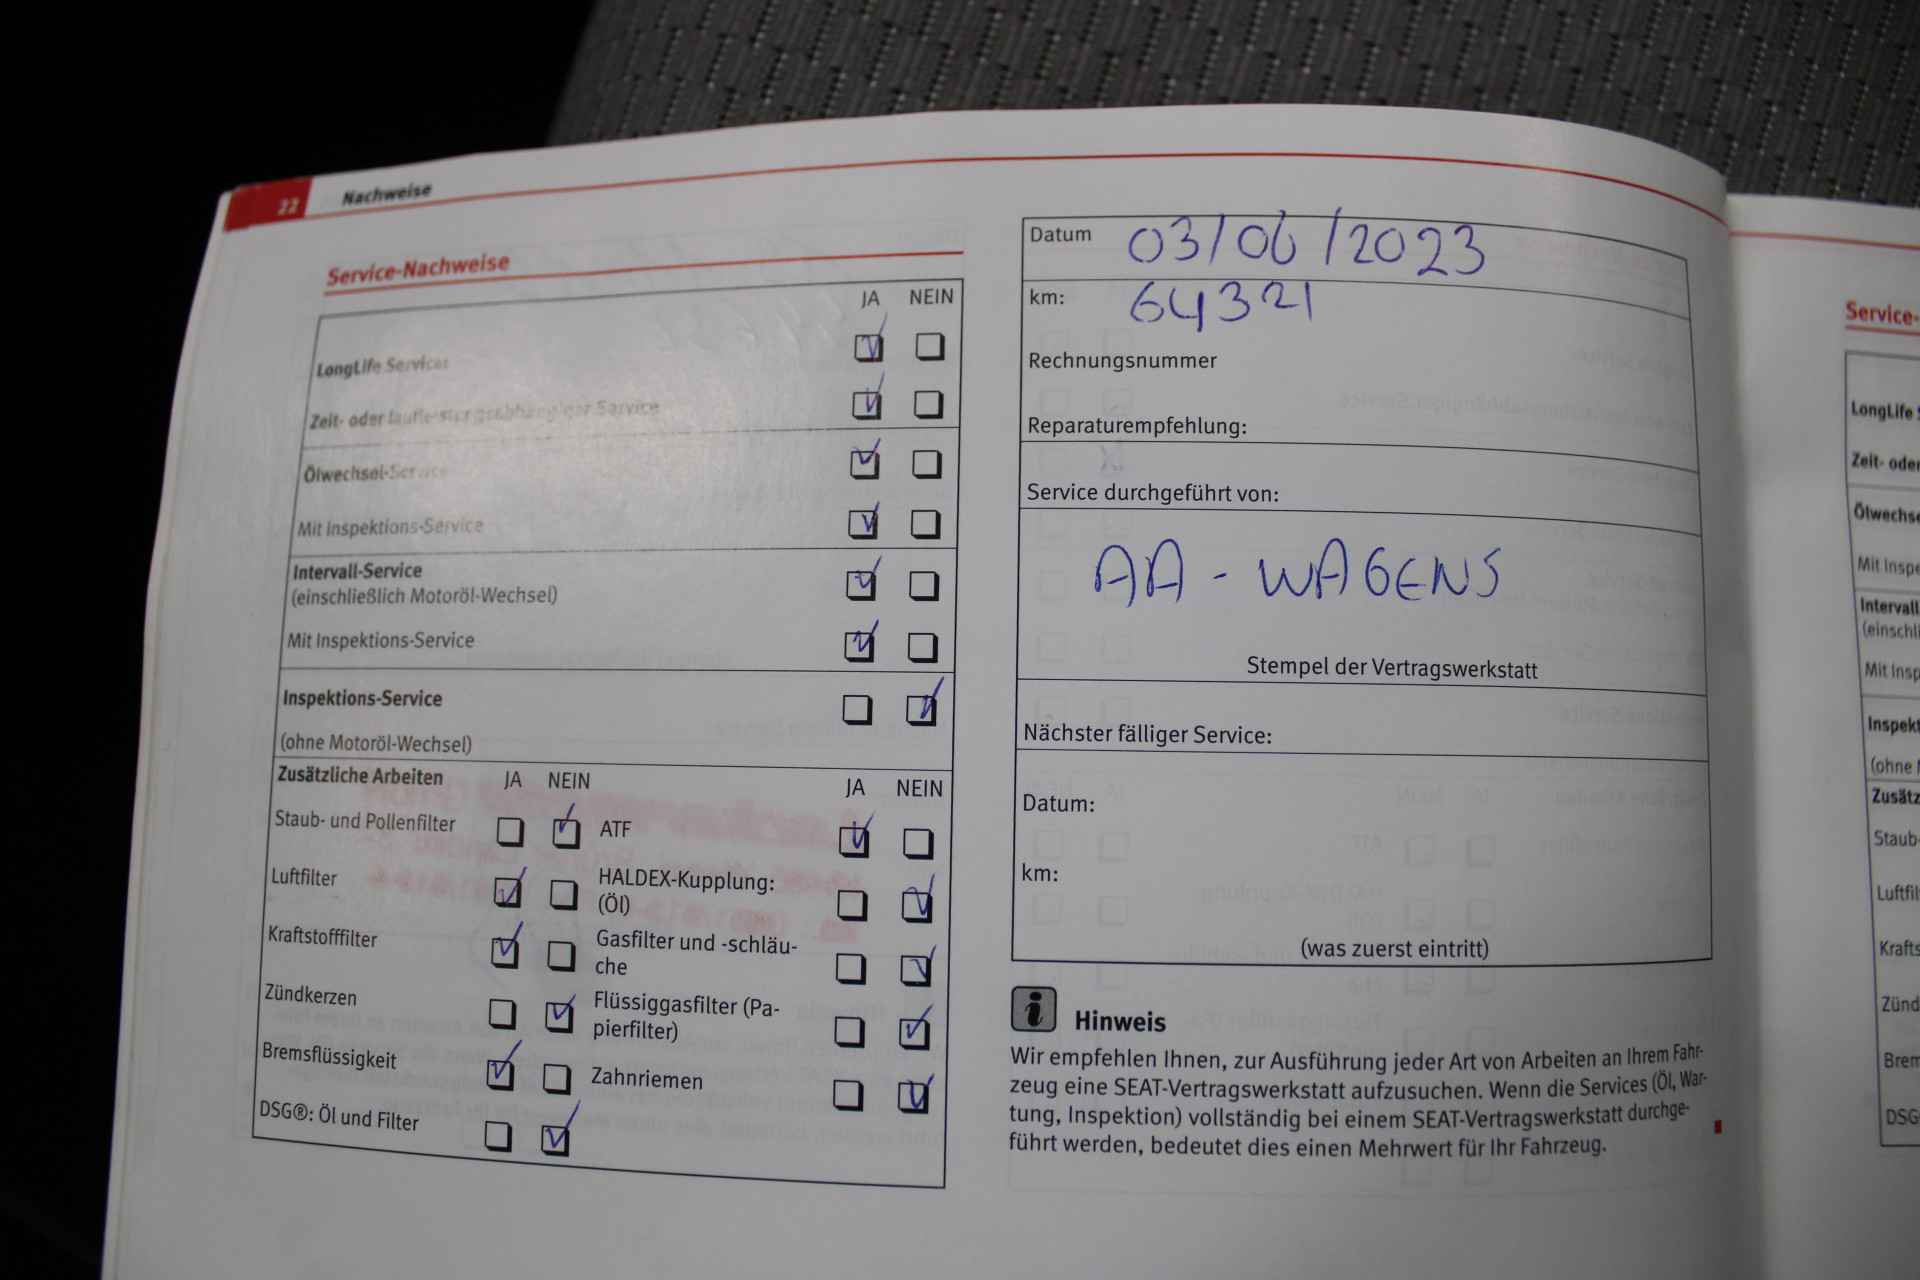 22 Nachweise
Service-Nachweise
JA NEIN
LongLife Services
Zeit- oder laufleistungsabhängiger Service
Ölwechsel-Service
Mit Inspektions-Service
Intervall-Service
(einschließlich Motoröl-Wechsel)
Mit Inspektions-Service
Inspektions-Service
(ohne Motoröl-Wechsel)
Zusätzliche Arbeiten JA NEIN JA NEIN
Staub- und Pollenfilter
ATF
Luftfilter
HALDEX-Kupplung:
(Öl)
Kraftstofffilter
Gasfilter und -schläu-
che
Zündkerzen
Flüssiggasfilter (Pa-
pierfilter)
Bremsflüssigkeit
Zahnriemen
DSG®: Öl und Filter
Datum 03/06/2023
km: 64321
Rechnungsnummer
Reparaturempfehlung:
Service durchgeführt von:
AA - WAGENS
Stempel der Vertragswerkstatt
Nächster fälliger Service:
Datum:
km:
(was zuerst eintritt)
Hinweis
Wir empfehlen Ihnen, zur Ausführung jeder Art von Arbeiten an Ihrem Fahr-
zeug eine SEAT-Vertragswerkstatt aufzusuchen. Wenn die Services (Öl, War-
tung, Inspektion) vollständig bei einem SEAT-Vertragswerkstatt durchge-
führt werden, bedeutet dies einen Mehrwert für Ihr Fahrzeug.
Service-
LongLife
Zeit- oder
Ölwechse
Mit Inspe
Intervall
(einschli
Mit Insp
Inspekt
(ohne
Zusätz
Staub-
Luftfil
Krafts
Zünd
Brem
DSG